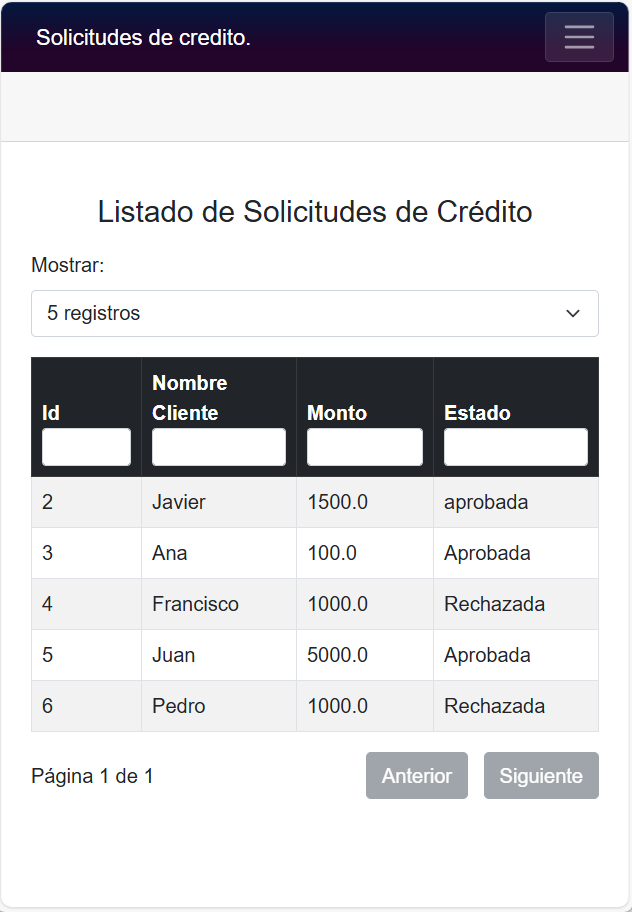 Solicitudes de credito.
Listado de Solicitudes de Crédito
Mostrar:
5 registros
Id Nombre Cliente Monto Estado
2 Javier 1500.0 aprobada
3 Ana 100.0 Aprobada
4 Francisco 1000.0 Rechazada
5 Juan 5000.0 Aprobada
6 Pedro 1000.0 Rechazada
Página 1 de 1 Anterior Siguiente